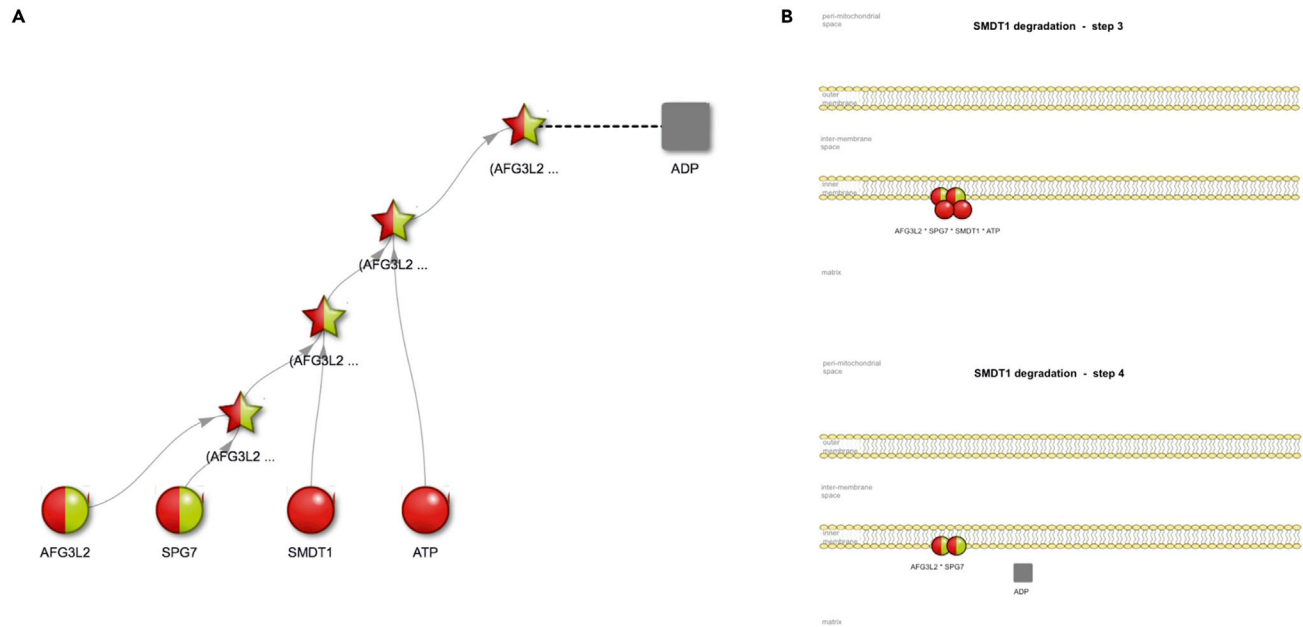 A
(AFG3L2 ...
ADP
(AFG3L2 ...
(AFG3L2 ...
(AFG3L2 ...
AFG3L2
SPG7
SMDT1
ATP
B
peri-mitochondrial
space
SMDT1 degradation - step 3
outer
membrane
inter-membrane
space
inner
membrane
AFG3L2 * SPG7 * SMDT1 * ATP
matrix
peri-mitochondrial
space
SMDT1 degradation - step 4
outer
membrane
inter-membrane
space
inner
membrane
AFG3L2 * SPG7
ADP
matrix